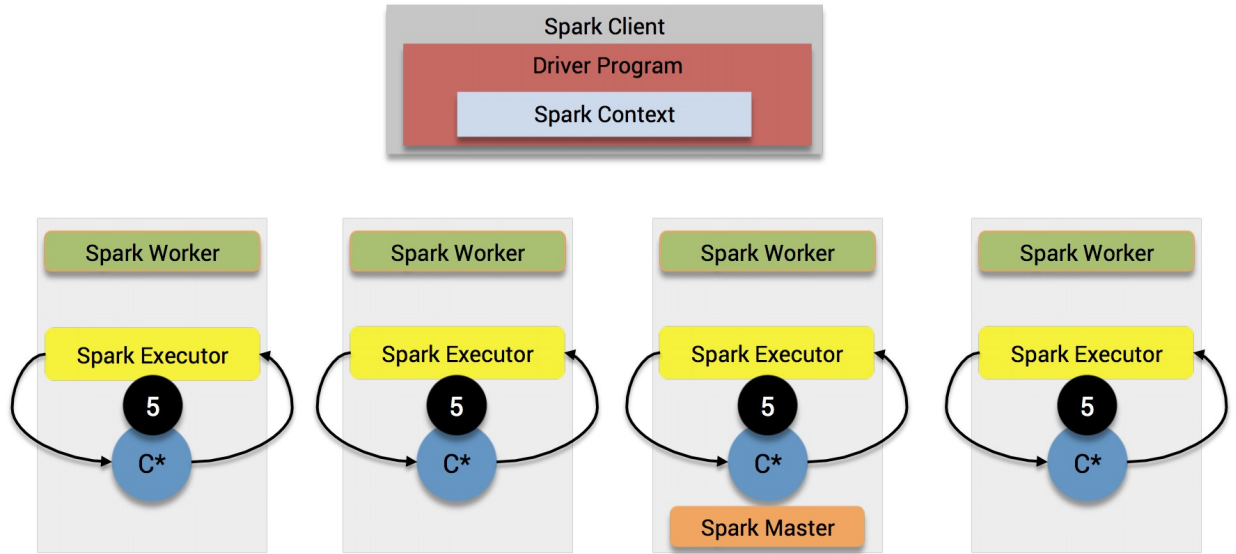 Spark Client
Driver Program
Spark Context
Spark Worker
Spark Worker
Spark Worker
Spark Worker
Spark Executor
Spark Executor
Spark Executor
Spark Executor
5
5
5
5
C*
C*
C*
C*
Spark Master